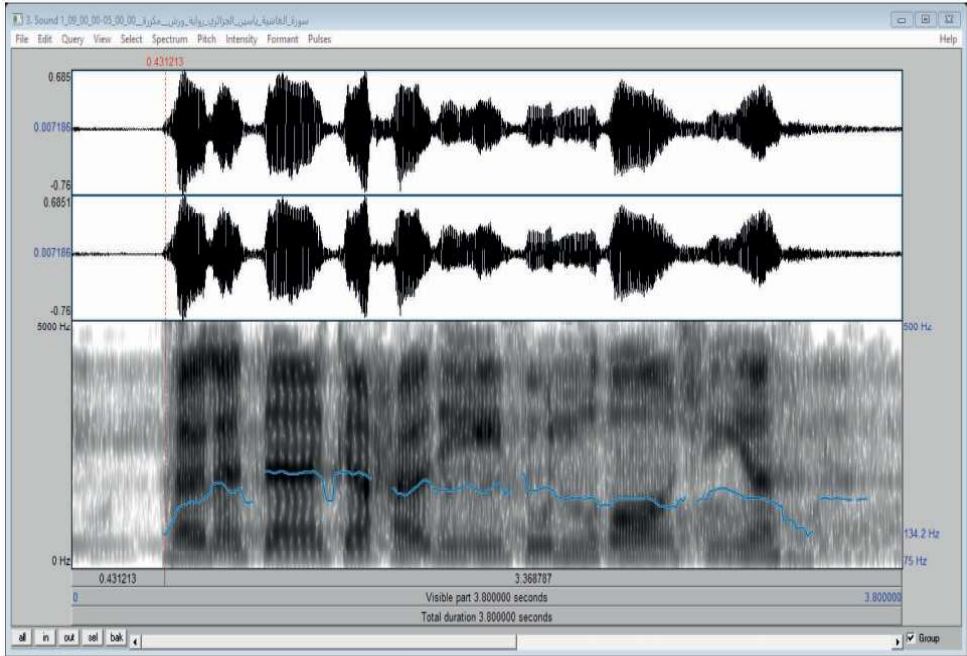 3. Sound 1_09_00_00-05_00_00_سورة_الغاشية_ياسين_الجزائري_رواية_ورش_مكررة
File Edit Query View Select Spectrum Pitch Intensity Formant Pulses Help
0.431213
0.685
0.007186
-0.76
0.6851
0.007186
-0.76
5000 Hz 500 Hz
134.2 Hz
0 Hz 75 Hz
0.431213 3.368787
0 Visible part 3.800000 seconds 3.800000
Total duration 3.800000 seconds
all in out sel bak Group